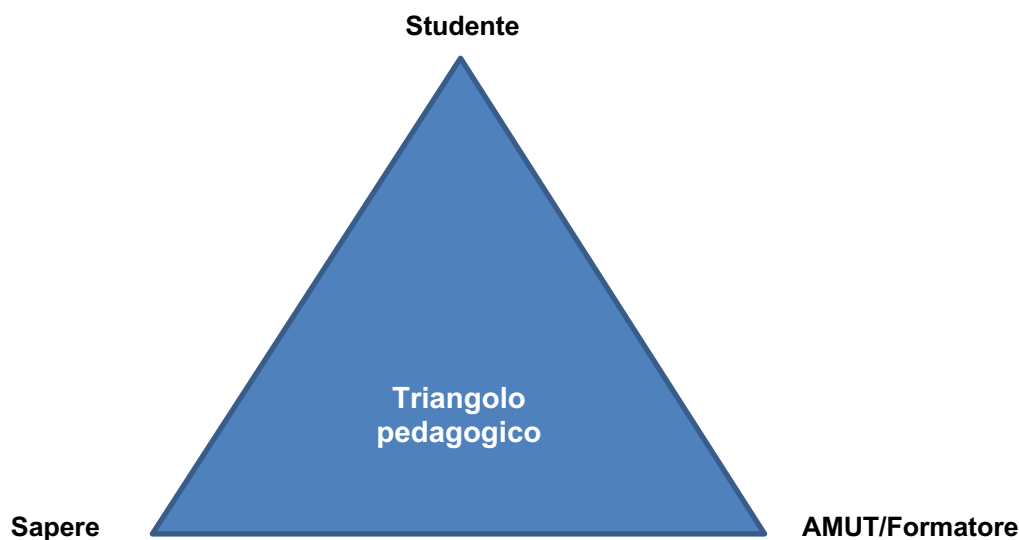 Studente
Triangolo
pedagogico
Sapere
AMUT/Formatore